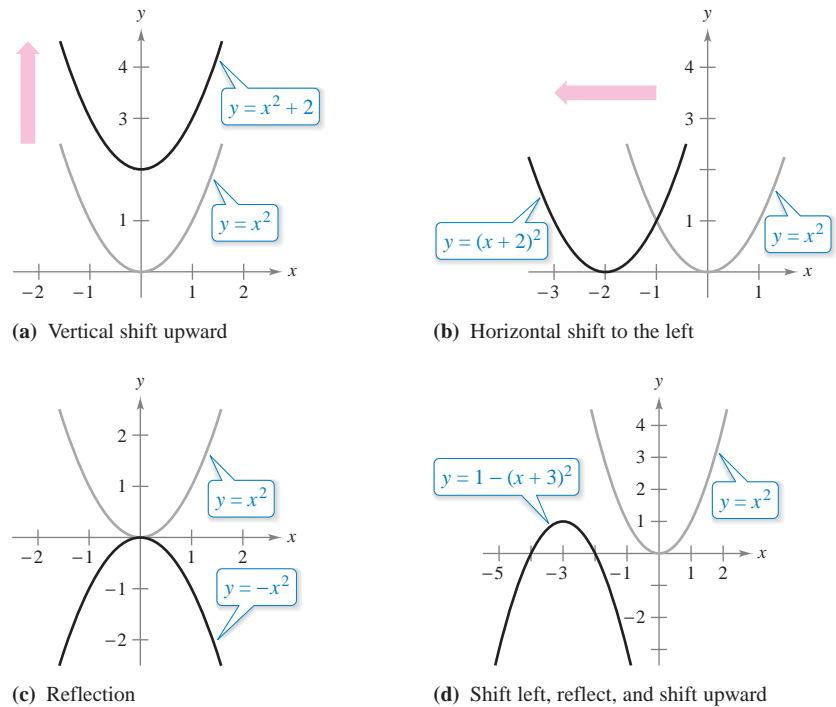 y
4
3
1
−2 −1 1 2 x
y = x² + 2
y = x²
(a) Vertical shift upward
y
3
1
−3 −2 −1 1 x
y = (x + 2)²
y = x²
(b) Horizontal shift to the left
y
2
1
−2 −1 1 2 x
−1
−2
y = x²
y = −x²
(c) Reflection
y
4
3
2
1
−5 −3 −1 1 2 x
−2
y = 1 − (x + 3)²
y = x²
(d) Shift left, reflect, and shift upward